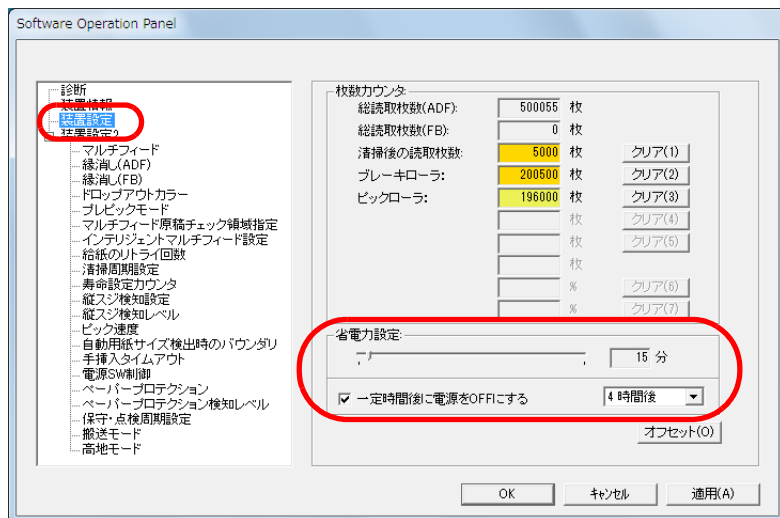 Software Operation Panel
診断
装置情報
装置設定
装置設定2
マルチフィード
縁消し(ADF)
縁消し(FB)
ドロップアウトカラー
プレピックモード
マルチフィード原稿チェック領域指定
インテリジェントマルチフィード設定
給紙のリトライ回数
清掃周期設定
寿命設定カウンタ
縦スジ検知設定
縦スジ検知レベル
ピック速度
自動用紙サイズ検出時のバウンダリ
手挿入タイムアウト
電源SW制御
ペーパープロテクション
ペーパープロテクション検知レベル
保守・点検周期設定
搬送モード
高地モード
枚数カウンタ:
総読取枚数(ADF): 500055 枚
総読取枚数(FB): 0 枚
清掃後の読取枚数: 5000 枚 クリア(1)
ブレーキローラ: 200500 枚 クリア(2)
ピックローラ: 196000 枚 クリア(3)
枚 クリア(4)
枚 クリア(5)
枚
% クリア(6)
% クリア(7)
省電力設定:
15 分
一定時間後に電源をOFFにする 4 時間後
オフセット(O)
OK キャンセル 適用(A)